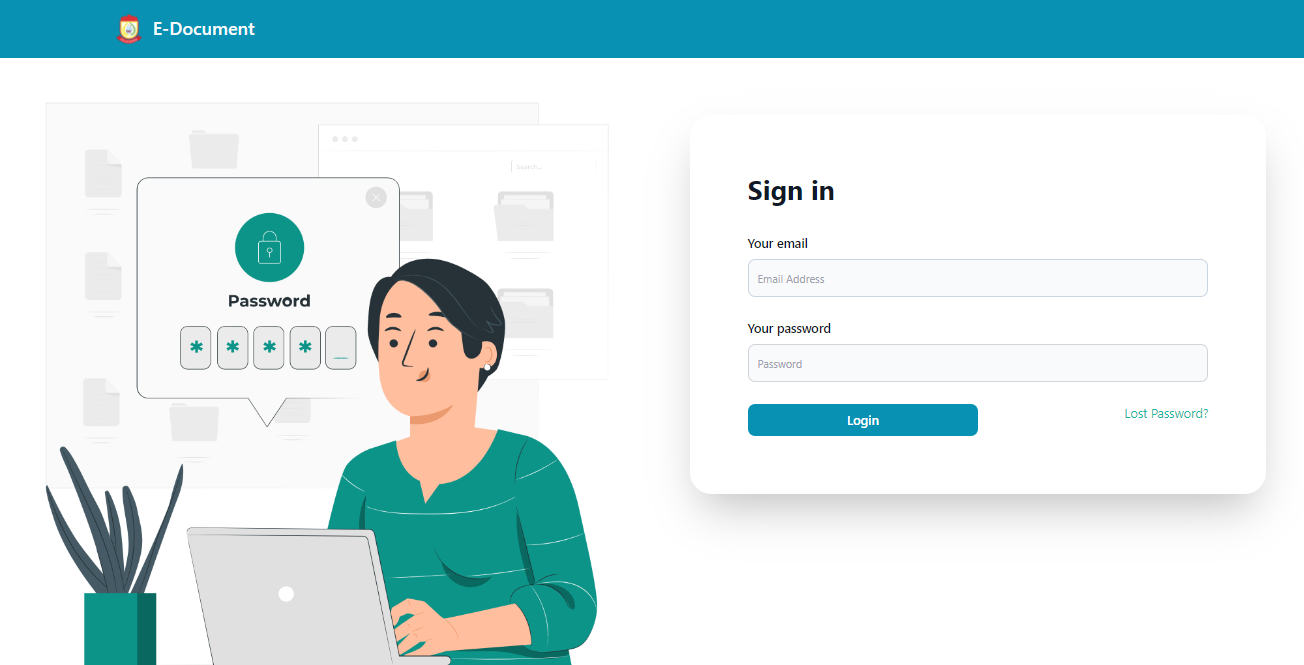 E-Document
Search...
Password
* * * * _
Sign in
Your email
Email Address
Your password
Password
Login
Lost Password?